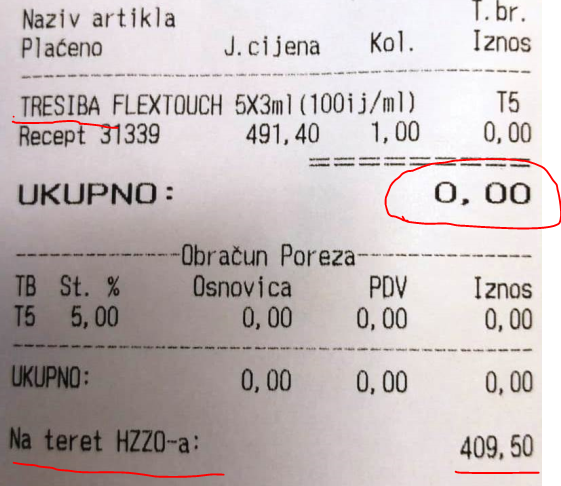 Naziv artikla T.br.
Plaćeno J.cijena Kol. Iznos
TRESIBA FLEXTOUCH 5X3ml(100ij/ml) T5
Recept 31339 491,40 1,00 0,00
UKUPNO: 0,00
Obračun Poreza
TB St. % Osnovica PDV Iznos
T5 5,00 0,00 0,00 0,00
UKUPNO: 0,00 0,00 0,00
Na teret HZZO-a: 409,50